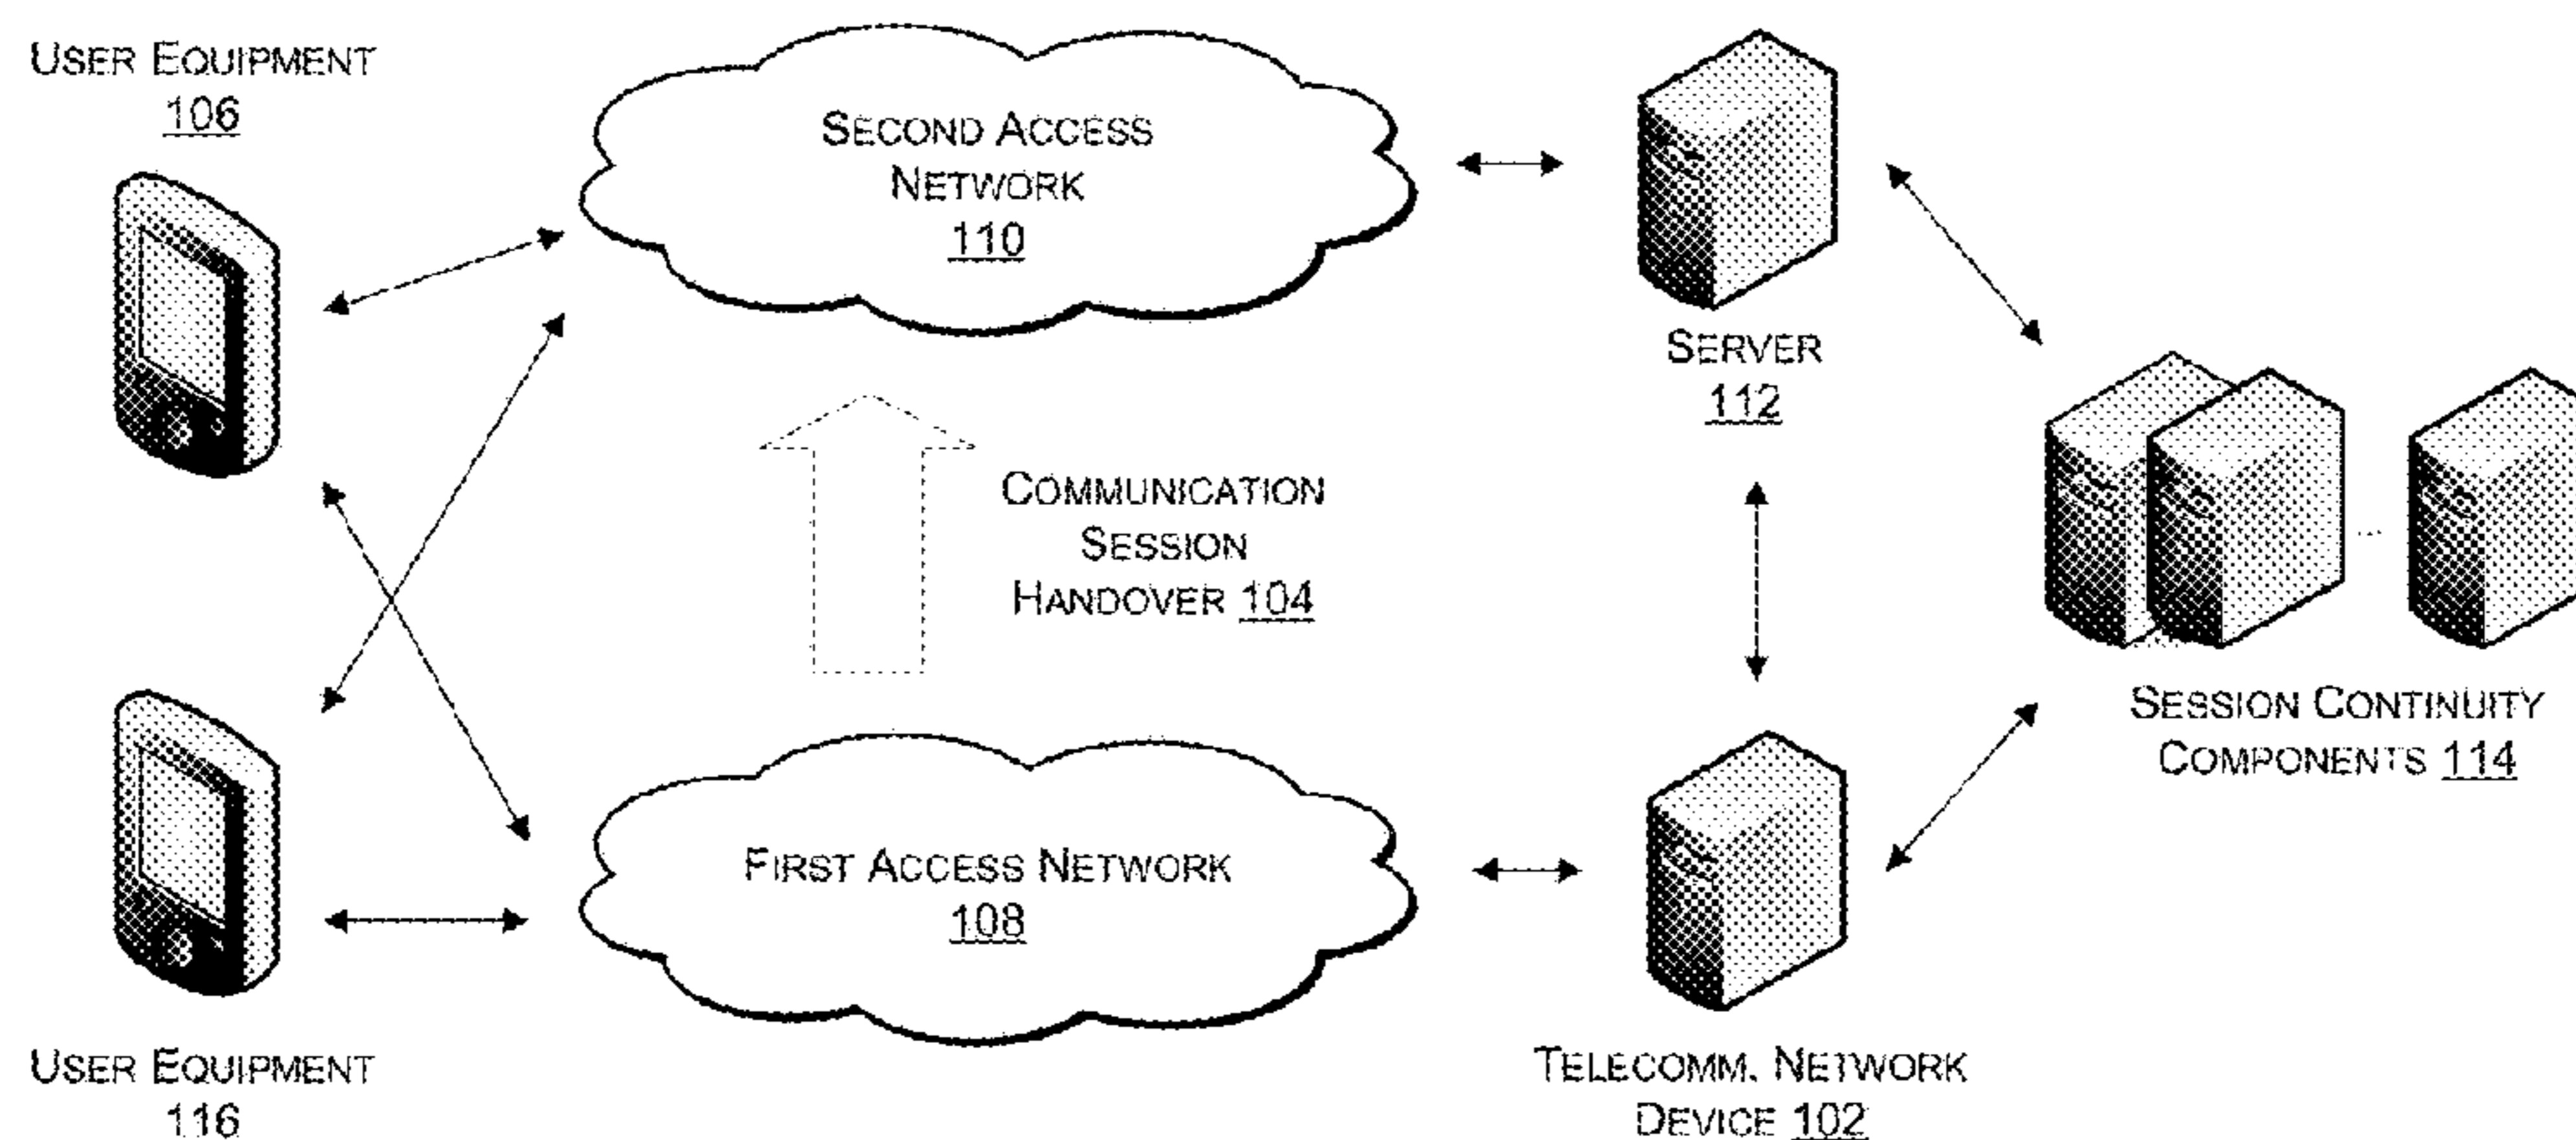 USER EQUIPMENT
106
SECOND ACCESS
NETWORK
110
SERVER
112
COMMUNICATION
SESSION
HANDOVER 104
SESSION CONTINUITY
COMPONENTS 114
FIRST ACCESS NETWORK
108
USER EQUIPMENT
116
TELECOMM. NETWORK
DEVICE 102